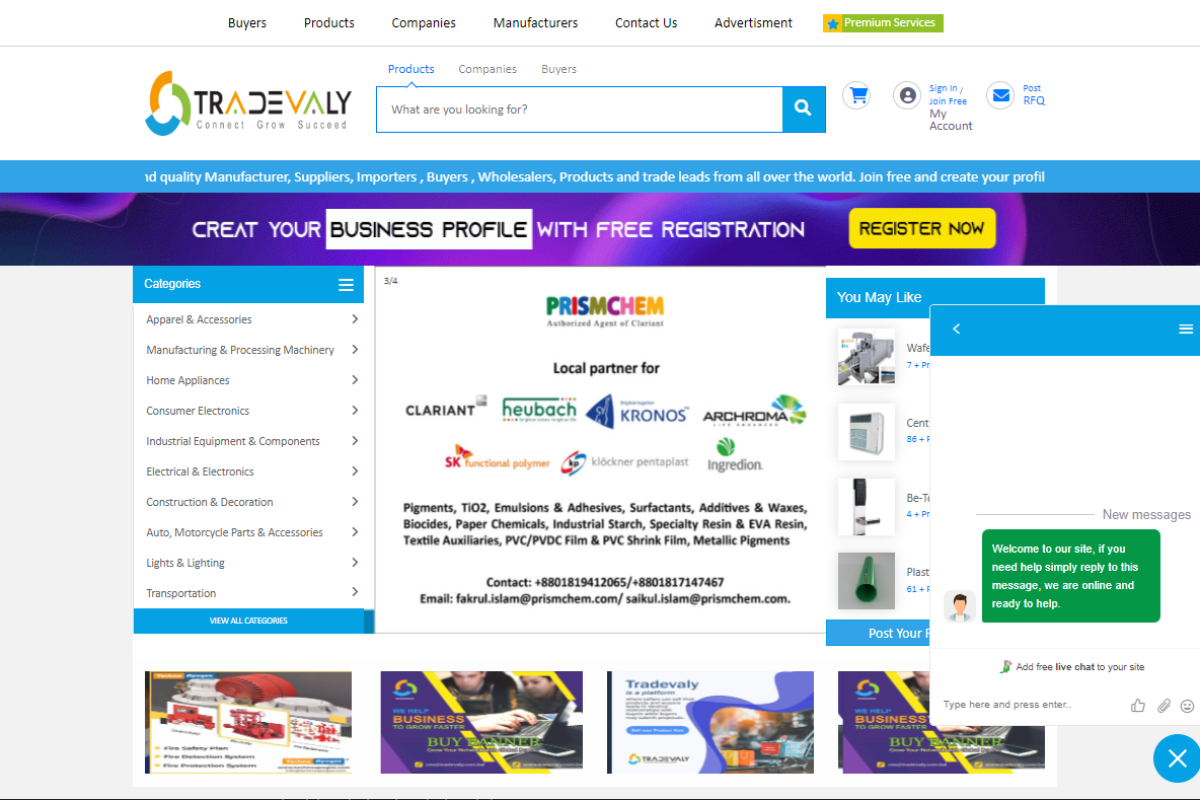 Buyers
Products
Companies
Manufacturers
Contact Us
Advertisment
Premium Services
Products
Companies
Buyers
TRADEVALY
Connect Grow Succeed
What are you looking for?
Sign In /
Join Free
My
Account
Post
RFQ
nd quality Manufacturer, Suppliers, Importers , Buyers , Wholesalers, Products and trade leads from all over the world. Join free and create your profil
CREAT YOUR BUSINESS PROFILE WITH FREE REGISTRATION
REGISTER NOW
Categories
Apparel & Accessories
Manufacturing & Processing Machinery
Home Appliances
Consumer Electronics
Industrial Equipment & Components
Electrical & Electronics
Construction & Decoration
Auto, Motorcycle Parts & Accessories
Lights & Lighting
Transportation
VIEW ALL CATEGORIES
3/4
PRISMCHEM
Authorized Agent of Clariant
Local partner for
CLARIANT
heubach
KRONOS
ARCHROMA
SK functional polymer
kp klöckner pentaplast
Ingredion.
Pigments, TiO2, Emulsions & Adhesives, Surfactants, Additives & Waxes,
Biocides, Paper Chemicals, Industrial Starch, Specialty Resin & EVA Resin,
Textile Auxiliaries, PVC/PVDC Film & PVC Shrink Film, Metallic Pigments
Contact: +8801819412065/+8801817147467
Email: fakrul.islam@prismchem.com/ saikul.islam@prismchem.com.
You May Like
Wafe
7 + Pr
Cent
86 + P
Be-Te
4 + Pr
Plast
61 + P
Post Your R
New messages
Welcome to our site, if you
need help simply reply to this
message, we are online and
ready to help.
Add free live chat to your site
Type here and press enter..
Fire Safety Plan
Fire Detection System
Fire Protection System
WE HELP
BUSINESS
TO GROW FASTER
BUY BANNER
Tradevaly
is a platform
TRADEVALY
WE HELP
BUSINESS
TO GROW FASTER
BUY BANNER